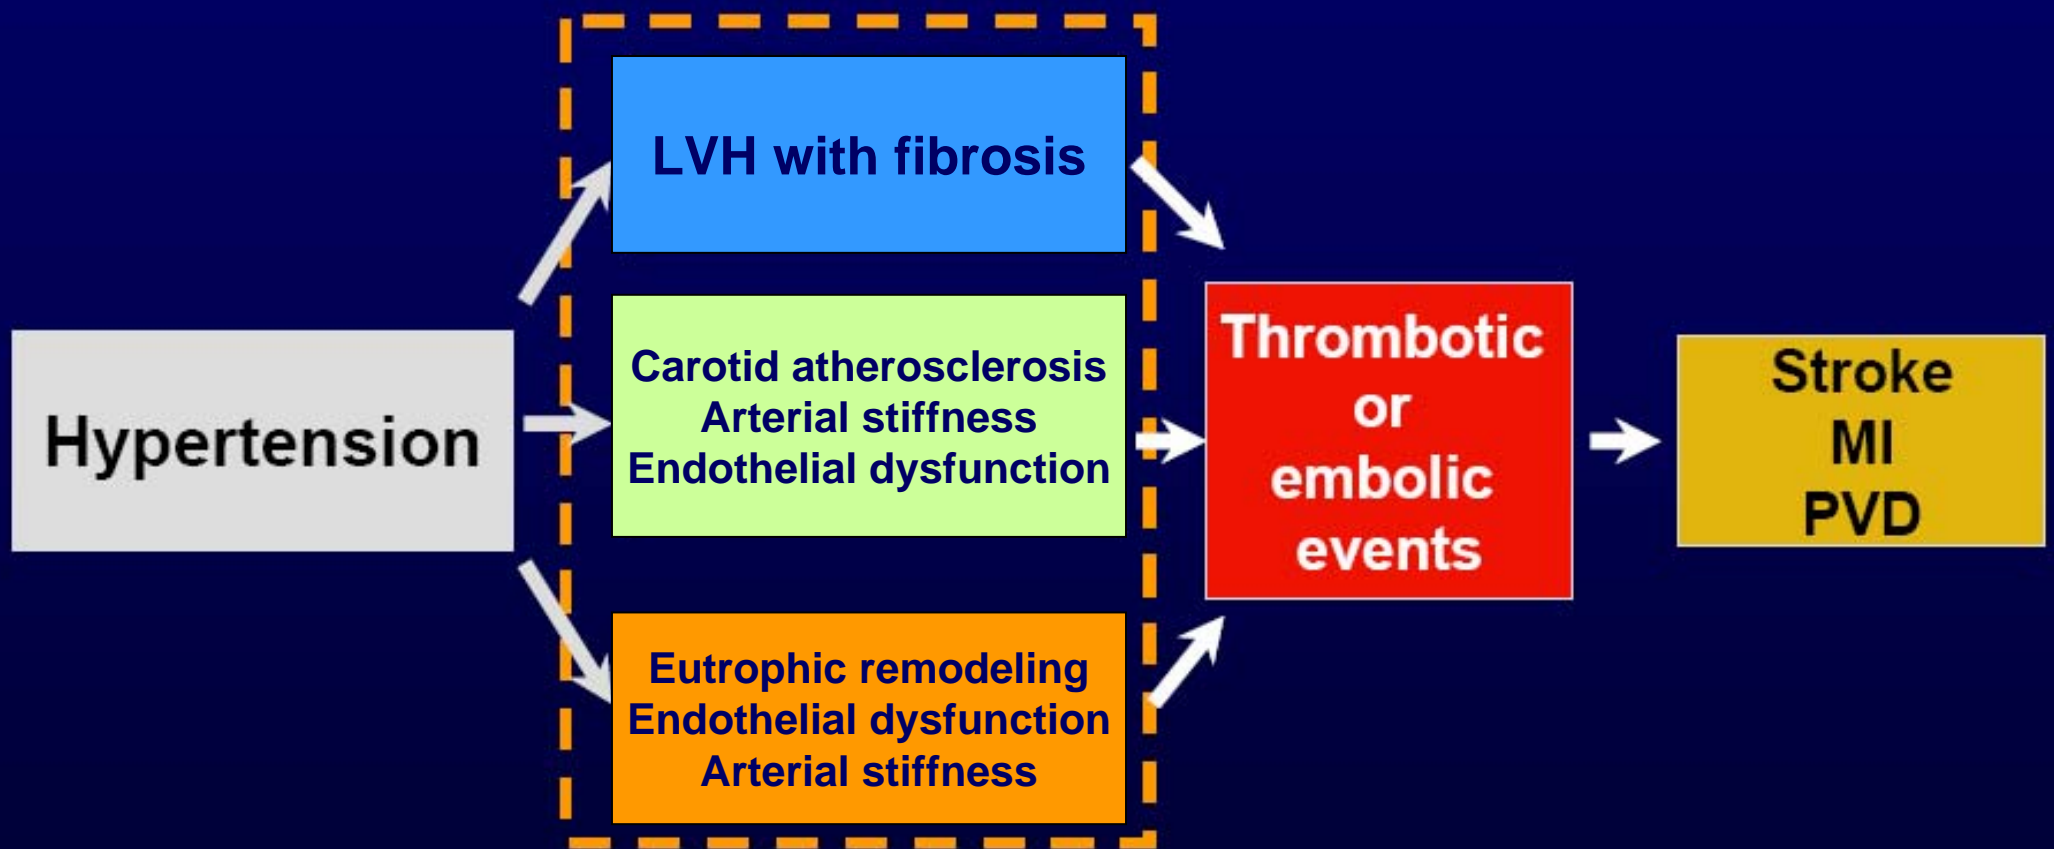 Hypertension
LVH with fibrosis
Carotid atherosclerosis
Arterial stiffness
Endothelial dysfunction
Eutrophic remodeling
Endothelial dysfunction
Arterial stiffness
Thrombotic
or
embolic
events
Stroke
MI
PVD